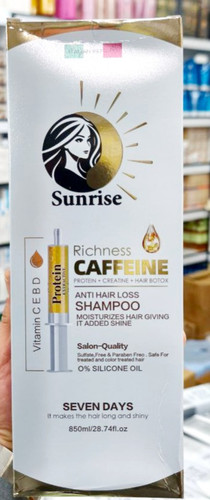 Sunrise
Richness
CAFFEINE
PROTEIN • CREATINE • HAIR BOTOX
ANTI HAIR LOSS
SHAMPOO
MOISTURIZES HAIR GIVING
IT ADDED SHINE
Protein
Vitamin C E B D
Salon-Quality
Sulfate,Free & Paraben Free . Safe For
treated and color treated hair
0% SILICONE OIL
SEVEN DAYS
It makes the hair long and shiny
850ml/28.74fl.oz